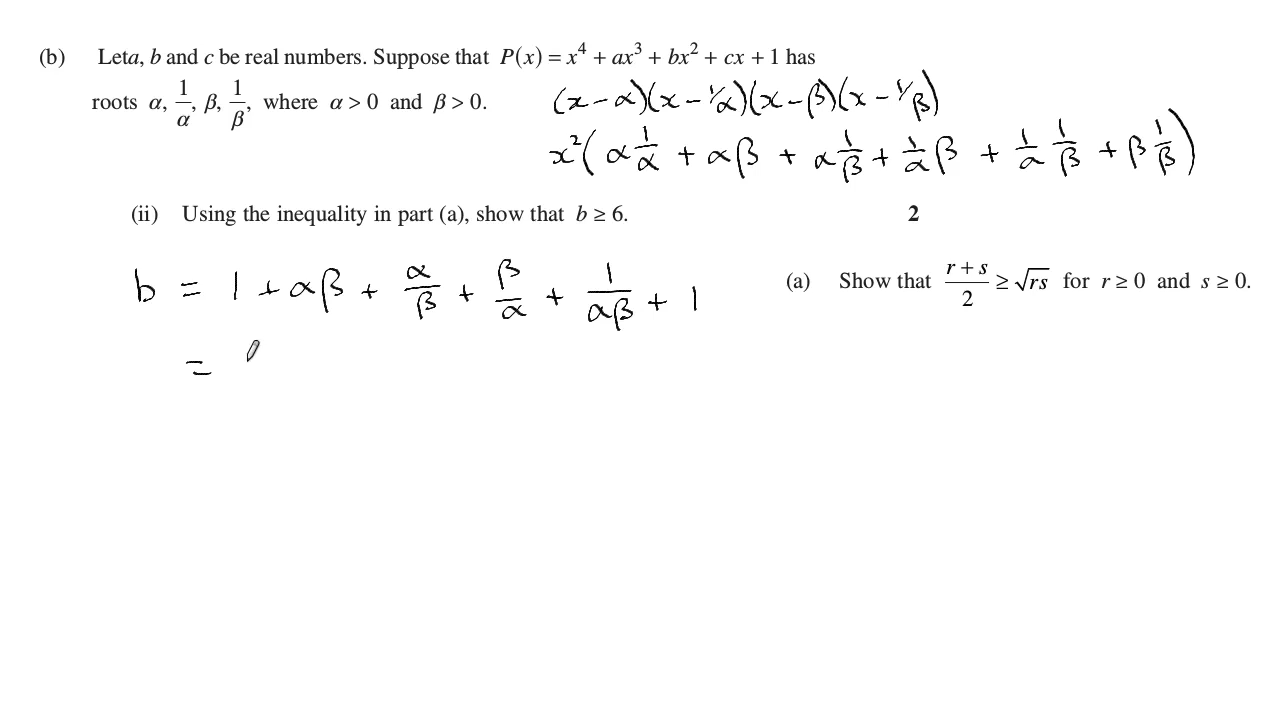 (b) Leta, b and c be real numbers. Suppose that P(x) = x⁴ + ax³ + bx² + cx + 1 has
roots α, 1/α, β, 1/β, where α > 0 and β > 0.
(x − α)(x − 1/α)(x − β)(x − 1/β)
x²(α 1/α + αβ + α 1/β + 1/α β + 1/α 1/β + β 1/β)
(ii) Using the inequality in part (a), show that b ≥ 6. 2
b = 1 + αβ + α/β + β/α + 1/αβ + 1
(a) Show that (r + s)/2 ≥ √rs for r ≥ 0 and s ≥ 0.
=